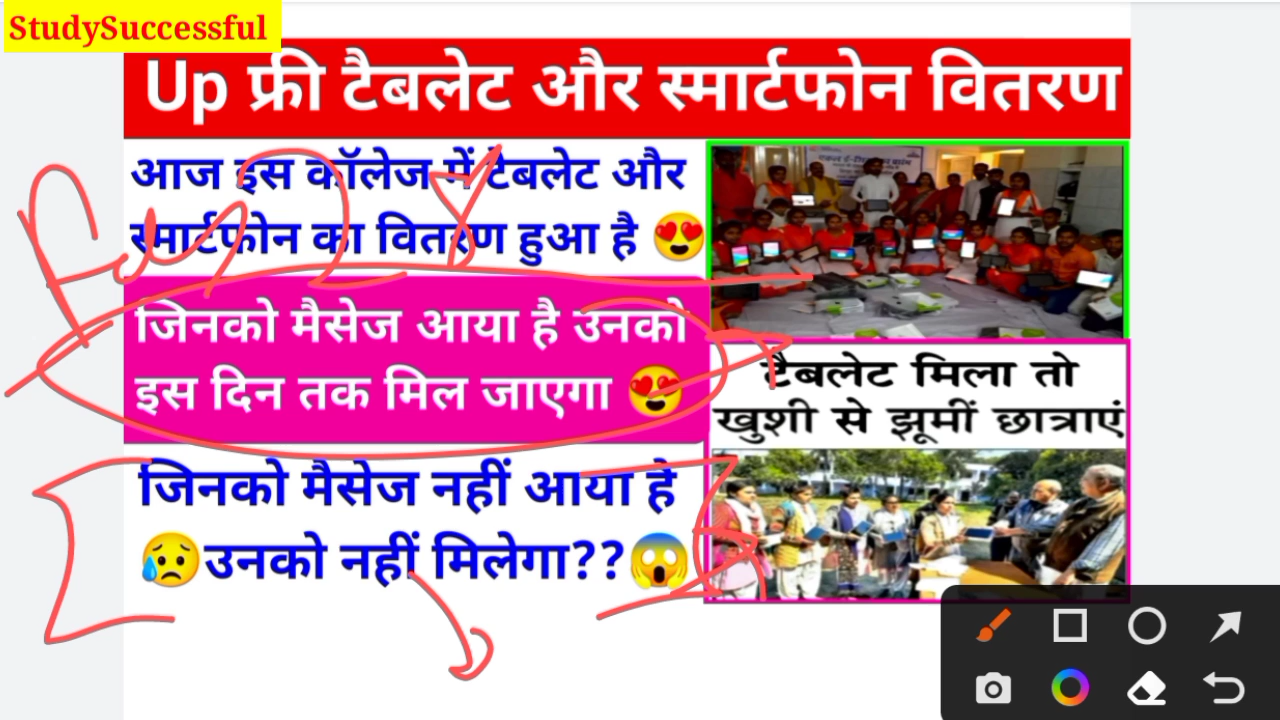 StudySuccessful
Up फ्री टैबलेट और स्मार्टफोन वितरण
आज इस कॉलेज में टैबलेट और
स्मार्टफोन का वितरण हुआ है
जिनको मैसेज आया है उनको
इस दिन तक मिल जाएगा
जिनको मैसेज नहीं आया है
उनको नहीं मिलेगा??
टैबलेट मिला तो
खुशी से झूमीं छात्राएं